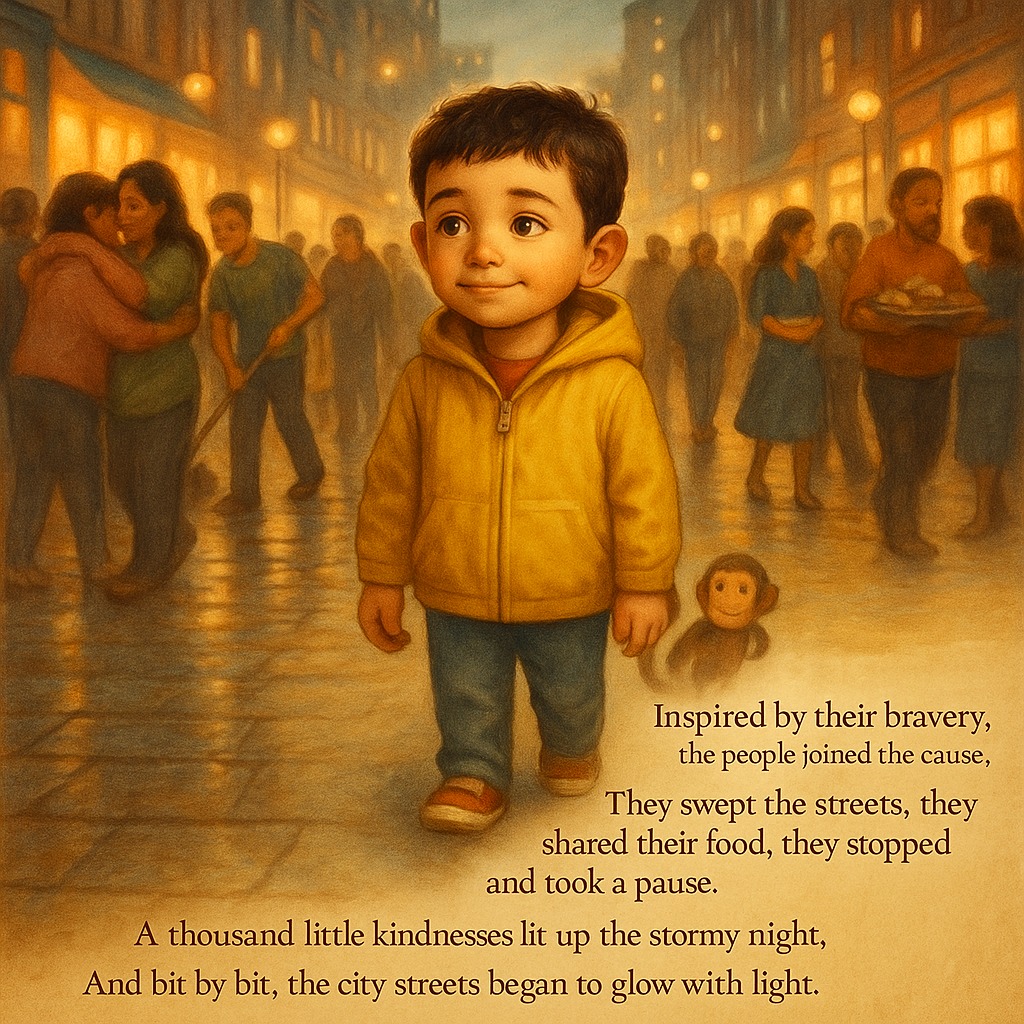 Inspired by their bravery,
the people joined the cause,
They swept the streets, they
shared their food, they stopped
and took a pause.
A thousand little kindnesses lit up the stormy night,
And bit by bit, the city streets began to glow with light.